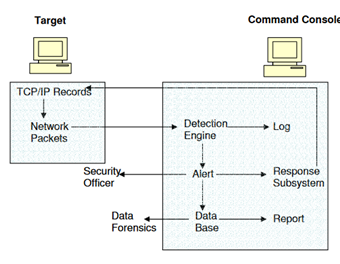 Target
Command Console
TCP/IP Records
Network
Packets
Detection
Engine
Log
Security
Officer
Alert
Response
Subsystem
Data
Forensics
Data
Base
Report